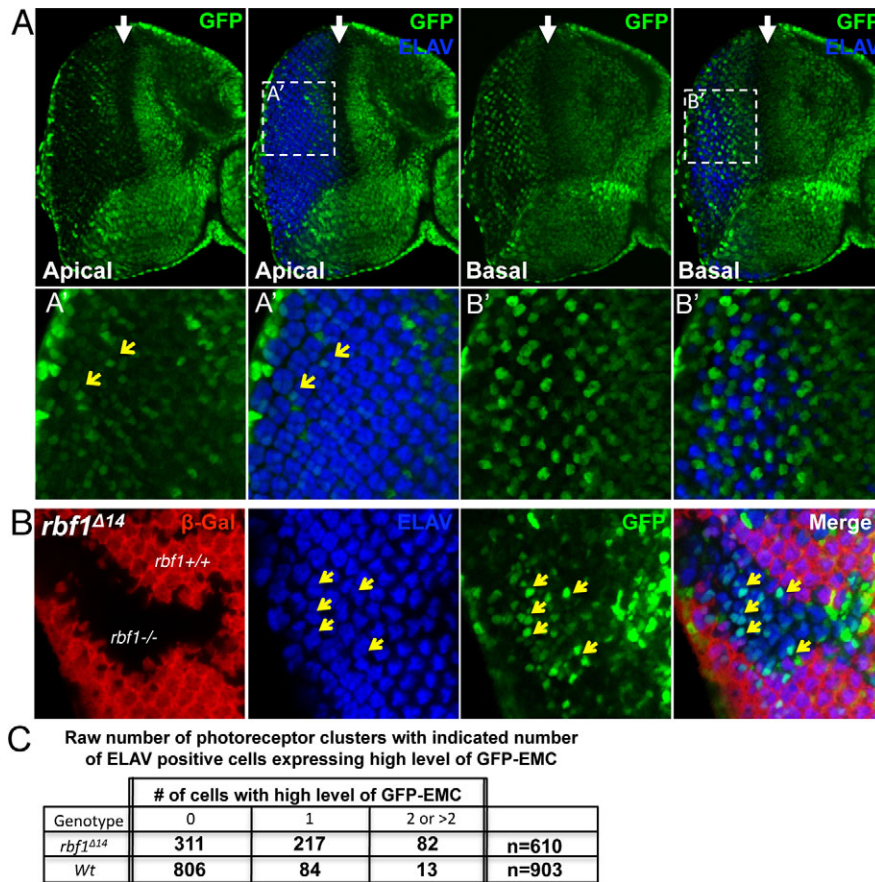 A
GFP
GFP
ELAV
GFP
GFP
ELAV
A'
B'
Apical
Apical
Basal
Basal
A'
A'
B'
B'
B
rbf1Δ14
β-Gal
ELAV
GFP
Merge
rbf1+/+
rbf1-/-
C
Raw number of photoreceptor clusters with indicated number
of ELAV positive cells expressing high level of GFP-EMC
# of cells with high level of GFP-EMC
Genotype 0 1 2 or >2
rbf1Δ14 311 217 82 n=610
Wt 806 84 13 n=903